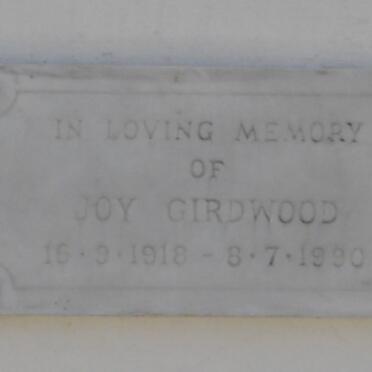 IN LOVING MEMORY
OF
JOY GIRDWOOD
16·9·1918 - 8·7·1990